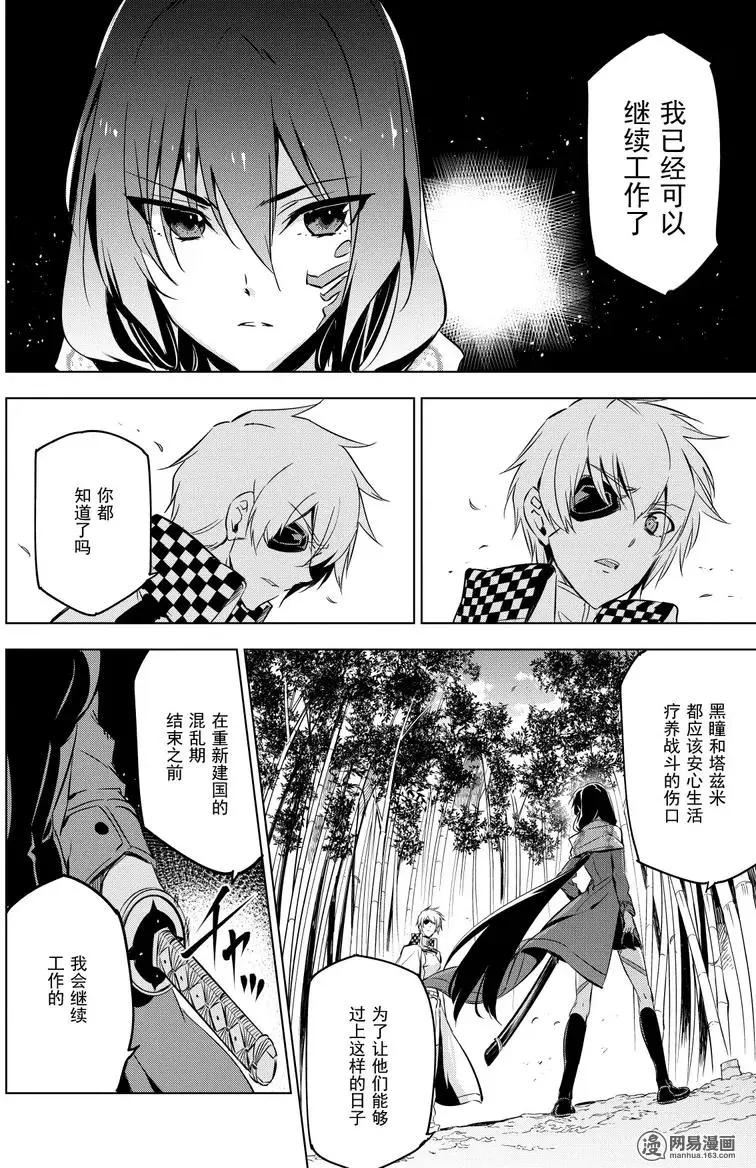 我已经可以
继续工作了
你都
知道了吗
黑瞳和塔兹米
都应该安心生活
疗养战斗的伤口
为了让他们能够
过上这样的日子
在重新建国的
混乱期
结束之前
我会继续
工作的
チャッ
网易漫画
manhua.163.com